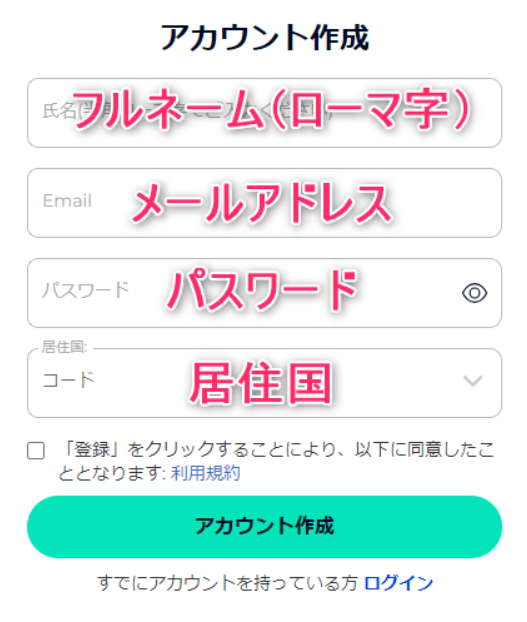 アカウント作成
氏名
フルネーム(ローマ字)
Email
メールアドレス
パスワード
パスワード
居住国:
コード
居住国
「登録」をクリックすることにより、以下に同意したこ
ととなります: 利用規約
アカウント作成
すでにアカウントを持っている方 ログイン